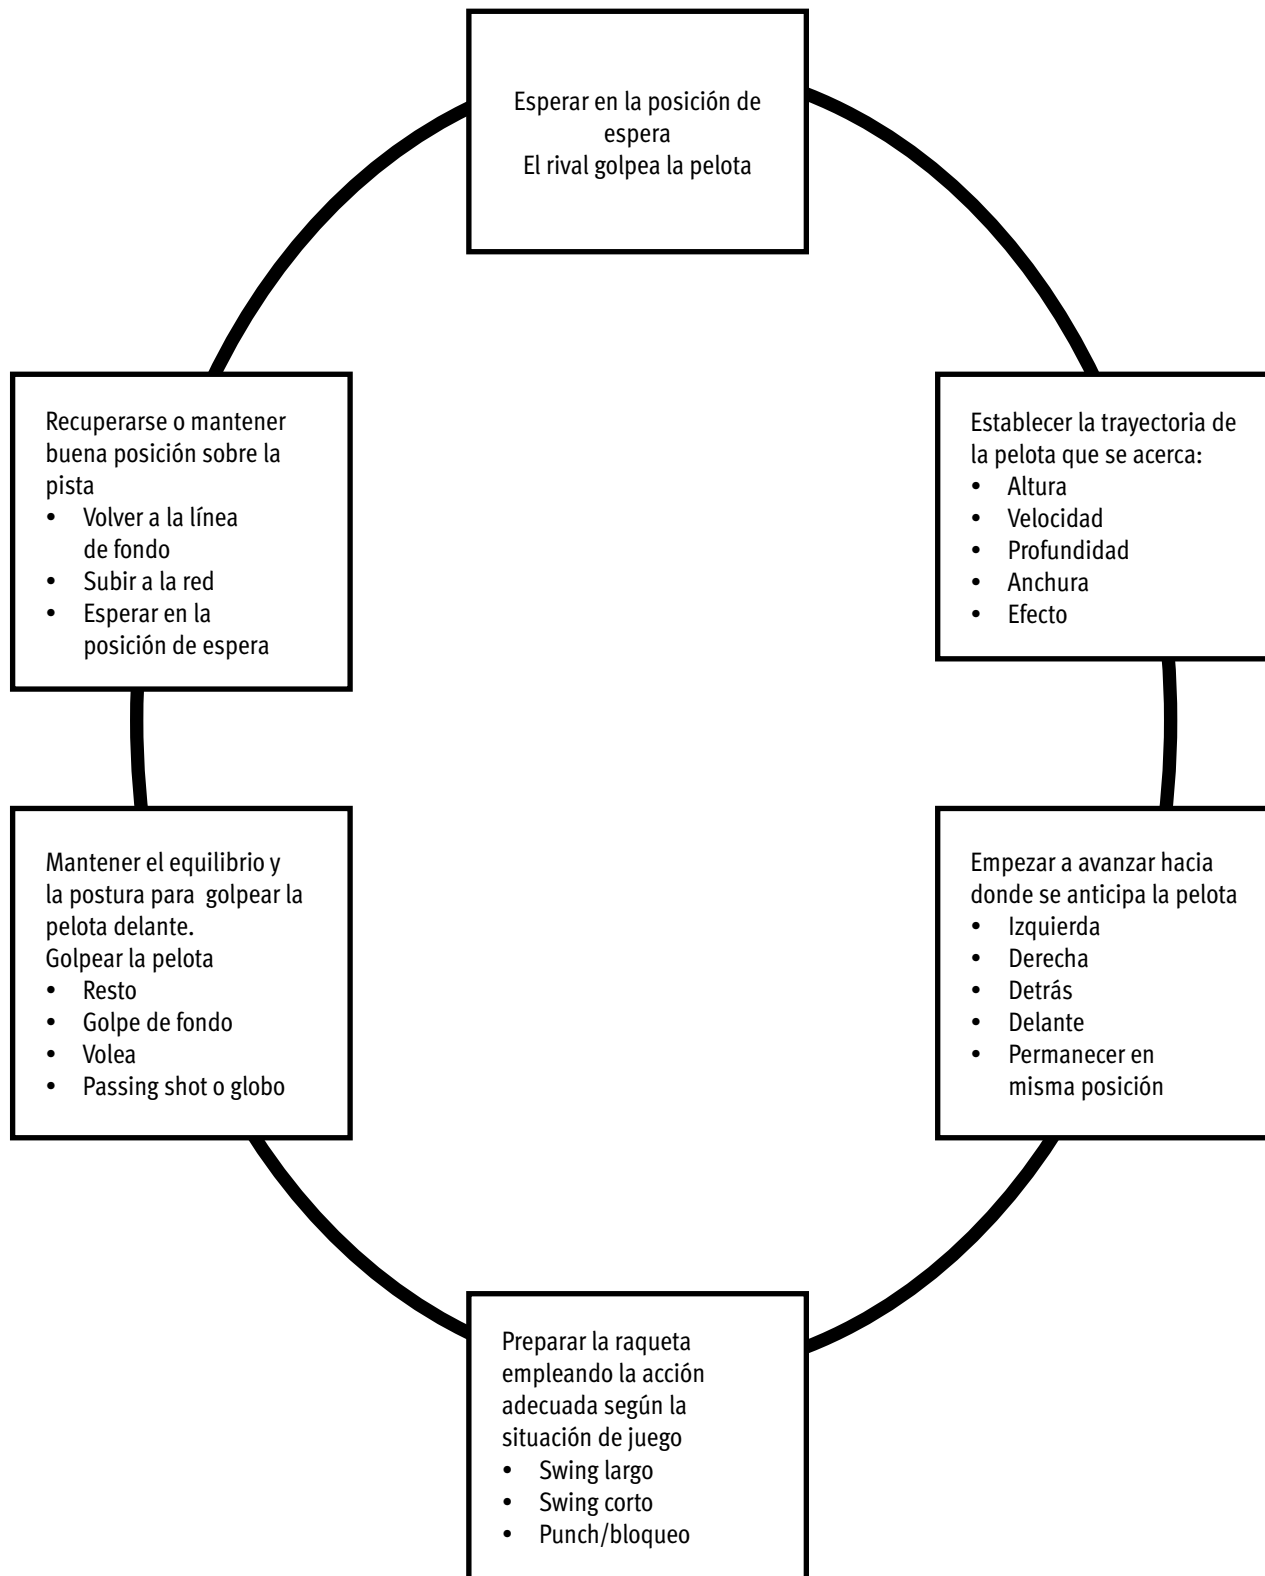 Esperar en la posición de
espera
El rival golpea la pelota
Establecer la trayectoria de
la pelota que se acerca:
• Altura
• Velocidad
• Profundidad
• Anchura
• Efecto
Empezar a avanzar hacia
donde se anticipa la pelota
• Izquierda
• Derecha
• Detrás
• Delante
• Permanecer en
misma posición
Preparar la raqueta
empleando la acción
adecuada según la
situación de juego
• Swing largo
• Swing corto
• Punch/bloqueo
Mantener el equilibrio y
la postura para golpear la
pelota delante.
Golpear la pelota
• Resto
• Golpe de fondo
• Volea
• Passing shot o globo
Recuperarse o mantener
buena posición sobre la
pista
• Volver a la línea
de fondo
• Subir a la red
• Esperar en la
posición de espera